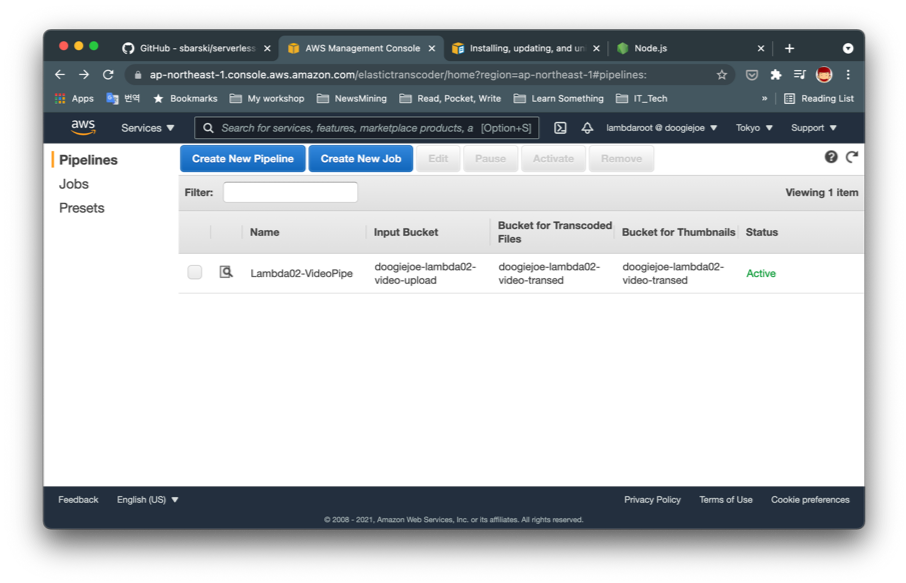 GitHub - sbarski/serverless
AWS Management Console
Installing, updating, and un
Node.js
ap-northeast-1.console.aws.amazon.com/elastictranscoder/home?region=ap-northeast-1#pipelines:
Apps
번역
Bookmarks
My workshop
NewsMining
Read, Pocket, Write
Learn Something
IT_Tech
»
Reading List
aws
Services
Search for services, features, marketplace products, a [Option+S]
lambdaroot @ doogiejoe
Tokyo
Support
Pipelines
Jobs
Presets
Create New Pipeline
Create New Job
Edit
Pause
Activate
Remove
Filter:
Viewing 1 item
Name
Input Bucket
Bucket for Transcoded
Files
Bucket for Thumbnails
Status
Lambda02-VideoPipe
doogiejoe-lambda02-
video-upload
doogiejoe-lambda02-
video-transed
doogiejoe-lambda02-
video-transed
Active
Feedback
English (US)
Privacy Policy
Terms of Use
Cookie preferences
© 2008 - 2021, Amazon Web Services, Inc. or its affiliates. All rights reserved.